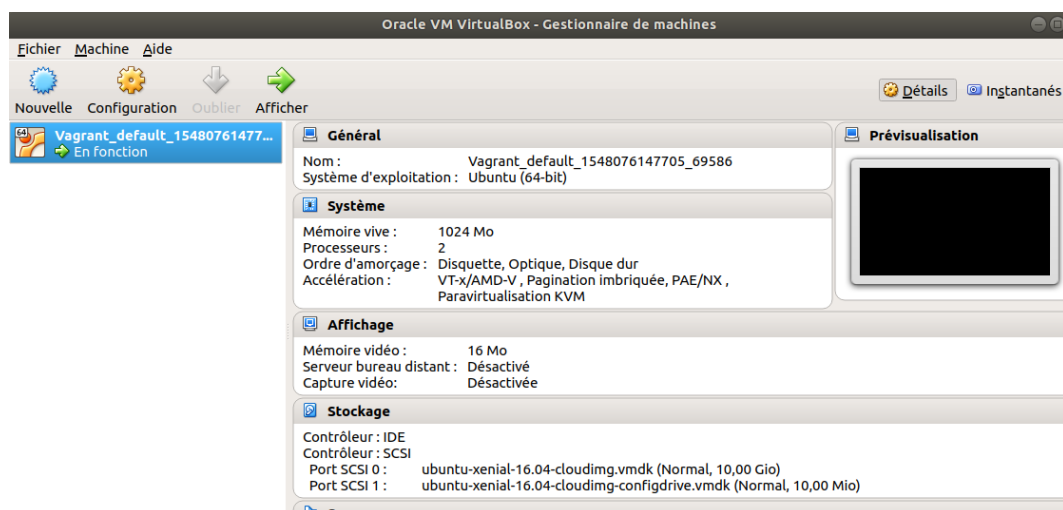 Oracle VM VirtualBox - Gestionnaire de machines
Fichier Machine Aide
Nouvelle Configuration Oublier Afficher
Détails Instantanés
64 Vagrant_default_15480761477...
En fonction
Général
Nom : Vagrant_default_1548076147705_69586
Système d'exploitation : Ubuntu (64-bit)
Système
Mémoire vive : 1024 Mo
Processeurs : 2
Ordre d'amorçage : Disquette, Optique, Disque dur
Accélération : VT-x/AMD-V , Pagination imbriquée, PAE/NX ,
Paravirtualisation KVM
Prévisualisation
Affichage
Mémoire vidéo : 16 Mo
Serveur bureau distant : Désactivé
Capture vidéo: Désactivée
Stockage
Contrôleur : IDE
Contrôleur : SCSI
Port SCSI 0 : ubuntu-xenial-16.04-cloudimg.vmdk (Normal, 10,00 Gio)
Port SCSI 1 : ubuntu-xenial-16.04-cloudimg-configdrive.vmdk (Normal, 10,00 Mio)